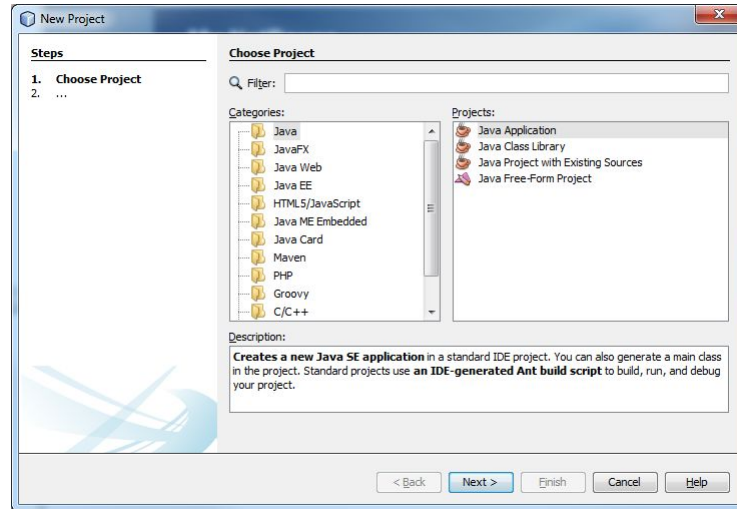 New Project
Steps
1. Choose Project
2. ...
Choose Project
Filter:
Categories:
Java
JavaFX
Java Web
Java EE
HTML5/JavaScript
Java ME Embedded
Java Card
Maven
PHP
Groovy
C/C++
Projects:
Java Application
Java Class Library
Java Project with Existing Sources
Java Free-Form Project
Description:
Creates a new Java SE application in a standard IDE project. You can also generate a main class
in the project. Standard projects use an IDE-generated Ant build script to build, run, and debug
your project.
< Back Next > Finish Cancel Help